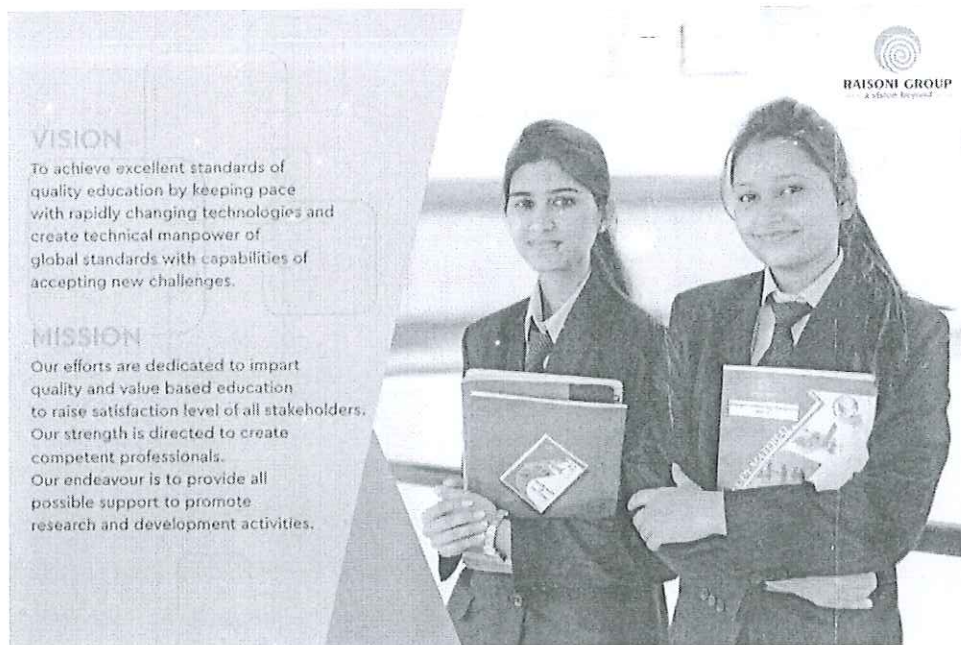 VISION
To achieve excellent standards of
quality education by keeping pace
with rapidly changing technologies and
create technical manpower of
global standards with capabilities of
accepting new challenges.
MISSION
Our efforts are dedicated to impart
quality and value based education
to raise satisfaction level of all stakeholders.
Our strength is directed to create
competent professionals.
Our endeavour is to provide all
possible support to promote
research and development activities.
RAISONI GROUP
a vision beyond